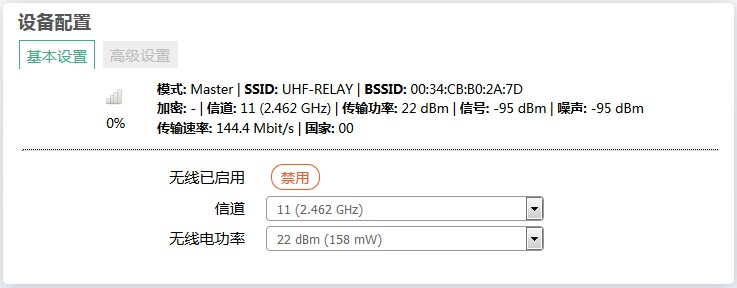 设备配置
基本设置 高级设置
模式: Master | SSID: UHF-RELAY | BSSID: 00:34:CB:B0:2A:7D
加密: - | 信道: 11 (2.462 GHz) | 传输功率: 22 dBm | 信号: -95 dBm | 噪声: -95 dBm
0%
传输速率: 144.4 Mbit/s | 国家: 00
无线已启用 禁用
信道 11 (2.462 GHz)
无线电功率 22 dBm (158 mW)